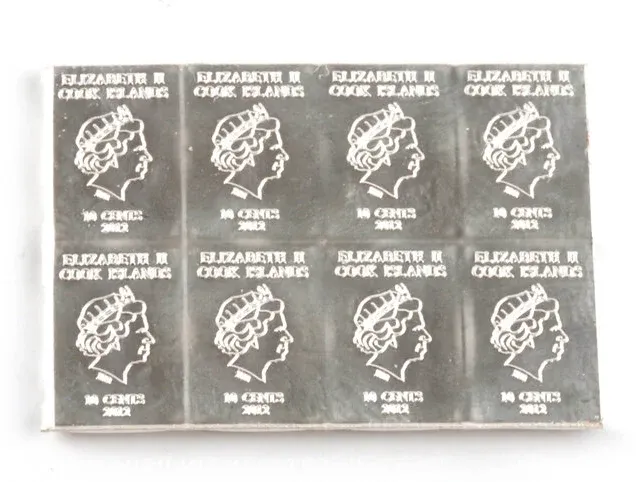 ELIZABETH II ELIZABETH II ELIZABETH II ELIZABETH II
COOK ISLANDS COOK ISLANDS COOK ISLANDS COOK ISLANDS
10 CENTS 10 CENTS 10 CENTS 10 CENTS
2012 2012 2012 2012
ELIZABETH II ELIZABETH II ELIZABETH II ELIZABETH II
COOK ISLANDS COOK ISLANDS COOK ISLANDS COOK ISLANDS
10 CENTS 10 CENTS 10 CENTS 10 CENTS
2012 2012 2012 2012